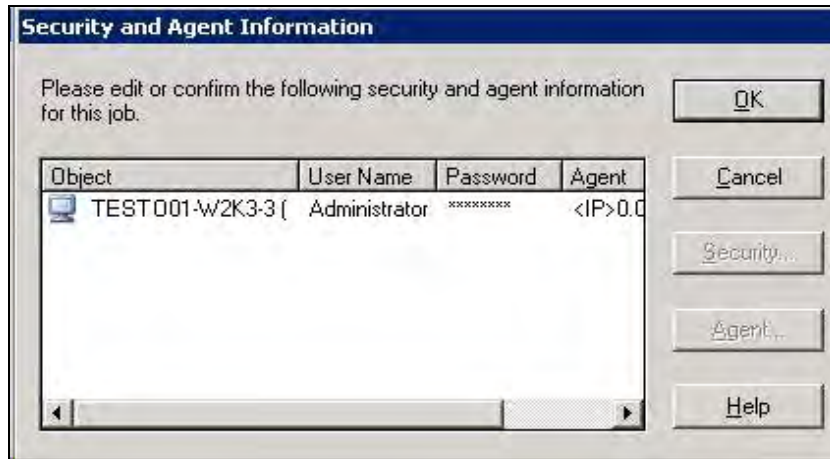 Security and Agent Information
Please edit or confirm the following security and agent information
for this job.
OK
Cancel
Security...
Agent...
Help
Object User Name Password Agent
TEST001-W2K3-3 ( Administrator ******** <IP>0.0